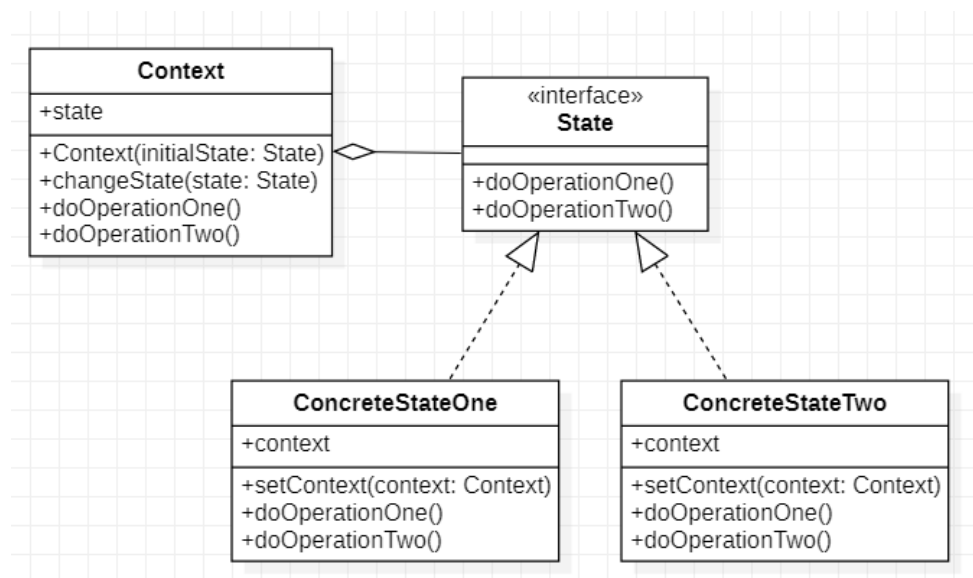 Context
+state
+Context(initialState: State)
+changeState(state: State)
+doOperationOne()
+doOperationTwo()
«interface»
State
+doOperationOne()
+doOperationTwo()
ConcreteStateOne
+context
+setContext(context: Context)
+doOperationOne()
+doOperationTwo()
ConcreteStateTwo
+context
+setContext(context: Context)
+doOperationOne()
+doOperationTwo()